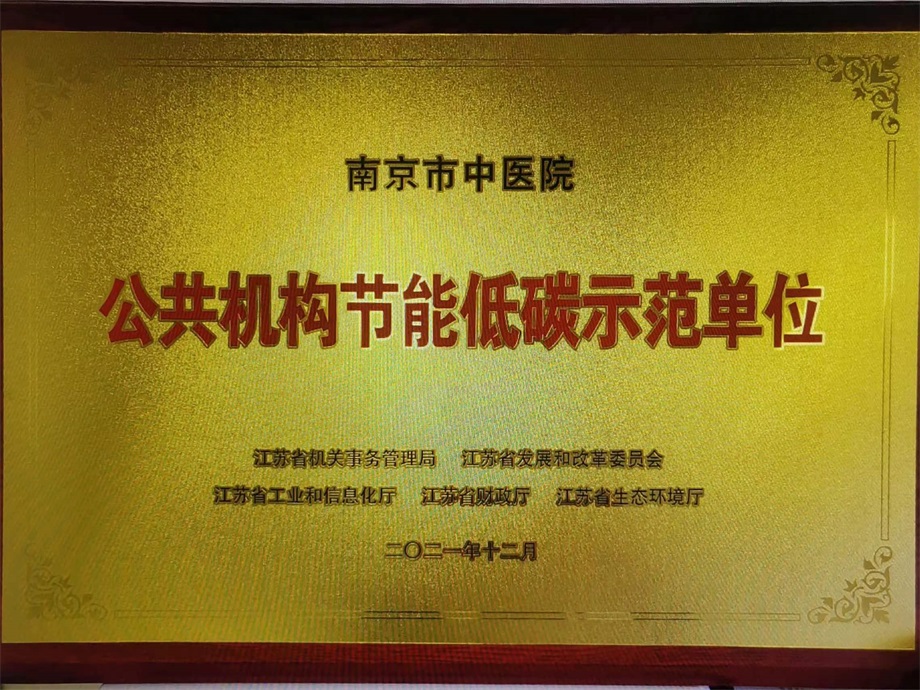 南京市中医院
公共机构节能低碳示范单位
江苏省机关事务管理局 江苏省发展和改革委员会
江苏省工业和信息化厅 江苏省财政厅 江苏省生态环境厅
二〇二一年十二月